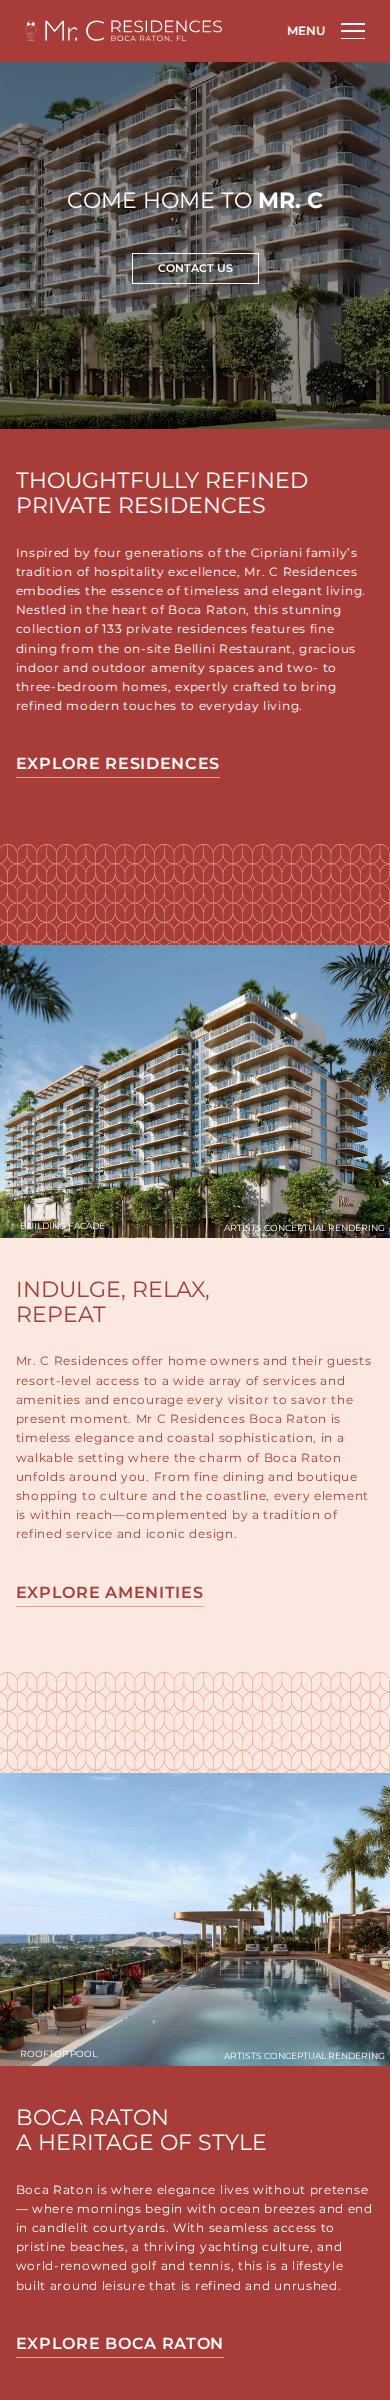 Mr. C RESIDENCES
BOCA RATON, FL
MENU
COME HOME TO MR. C
CONTACT US
THOUGHTFULLY REFINED
PRIVATE RESIDENCES
Inspired by four generations of the Cipriani family's
tradition of hospitality excellence, Mr. C Residences
embodies the essence of timeless and elegant living.
Nestled in the heart of Boca Raton, this stunning
collection of 133 private residences features fine
dining from the on-site Bellini Restaurant, gracious
indoor and outdoor amenity spaces and two- to
three-bedroom homes, expertly crafted to bring
refined modern touches to everyday living.
EXPLORE RESIDENCES
Bellini
BUILDING FACADE
ARTISTS CONCEPTUAL RENDERING
INDULGE, RELAX,
REPEAT
Mr. C Residences offer home owners and their guests
resort-level access to a wide array of services and
amenities and encourage every visitor to savor the
present moment. Mr C Residences Boca Raton is
timeless elegance and coastal sophistication, in a
walkable setting where the charm of Boca Raton
unfolds around you. From fine dining and boutique
shopping to culture and the coastline, every element
is within reach—complemented by a tradition of
refined service and iconic design.
EXPLORE AMENITIES
ROOFTOP POOL
ARTISTS CONCEPTUAL RENDERING
BOCA RATON
A HERITAGE OF STYLE
Boca Raton is where elegance lives without pretense
— where mornings begin with ocean breezes and end
in candlelit courtyards. With seamless access to
pristine beaches, a thriving yachting culture, and
world-renowned golf and tennis, this is a lifestyle
built around leisure that is refined and unrushed.
EXPLORE BOCA RATON